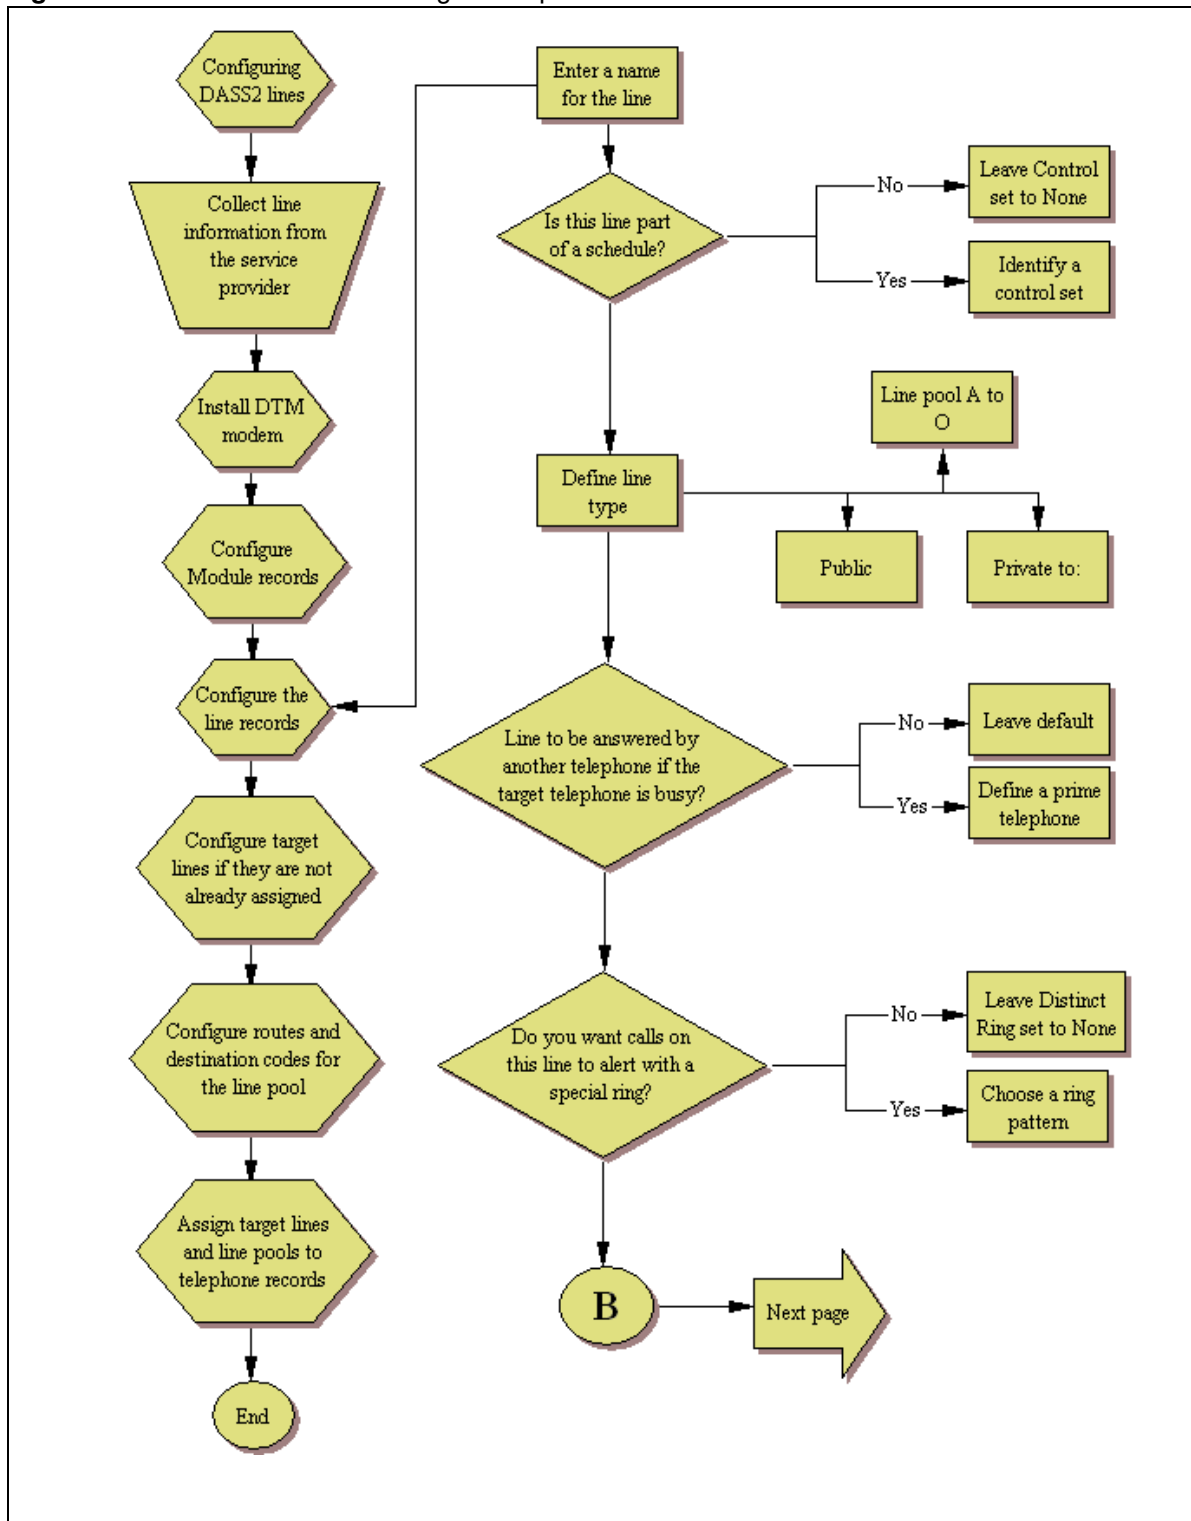 Configuring
DASS2 lines
Collect line
information from
the service
provider
Install DTM
modem
Configure
Module records
Configure the
line records
Configure target
lines if they are not
already assigned
Configure routes and
destination codes for
the line pool
Assign target lines
and line pools to
telephone records
End
Enter a name
for the line
Is this line part
of a schedule?
No
Leave Control
set to None
Yes
Identify a
control set
Define line
type
Line pool A to
O
Public
Private to:
Line to be answered by
another telephone if the
target telephone is busy?
No
Leave default
Yes
Define a prime
telephone
Do you want calls on
this line to alert with a
special ring?
No
Leave Distinct
Ring set to None
Yes
Choose a ring
pattern
B
Next page